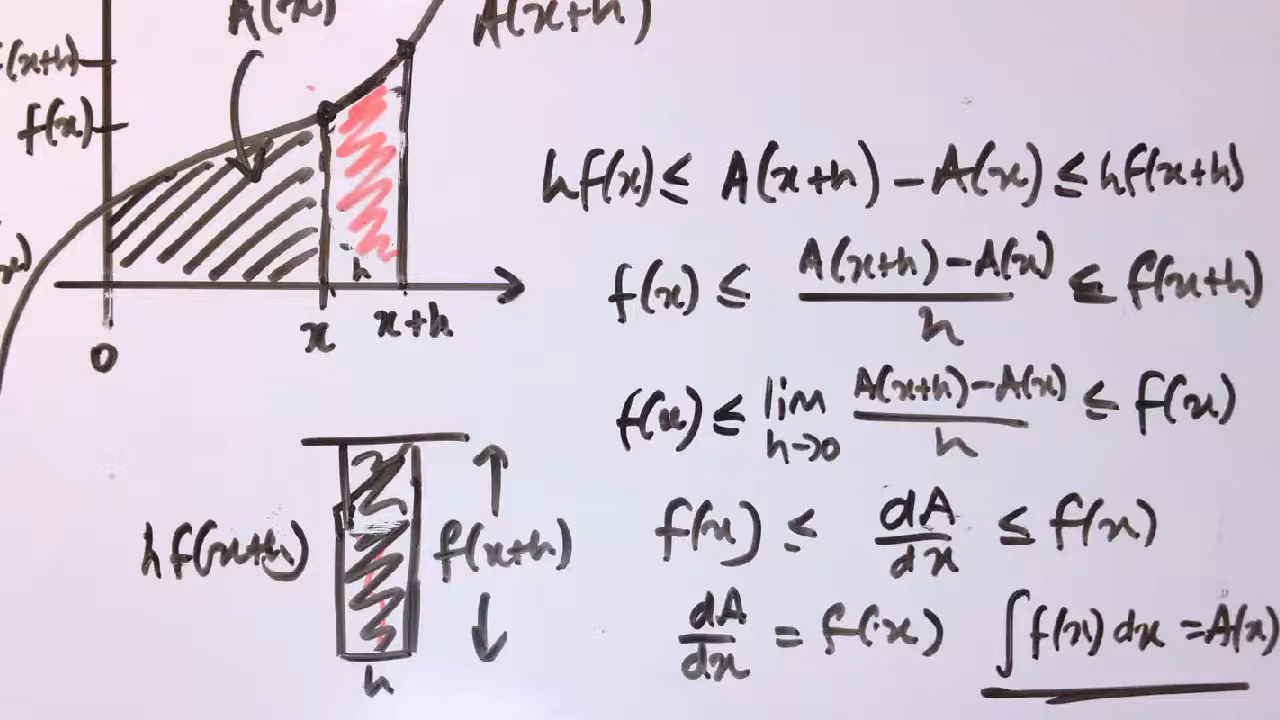 A(x)
A(x+h)
f(x+h)
f(x)
h
x
x+h
0
hf(x) ≤ A(x+h) - A(x) ≤ hf(x+h)
f(x) ≤ A(x+h) - A(x) / h ≤ f(x+h)
f(x) ≤ lim h→0 A(x+h) - A(x) / h ≤ f(x)
f(x) ≤ dA/dx ≤ f(x)
dA/dx = f(x)
∫f(x) dx = A(x)
hf(x+h)
f(x+h)
h